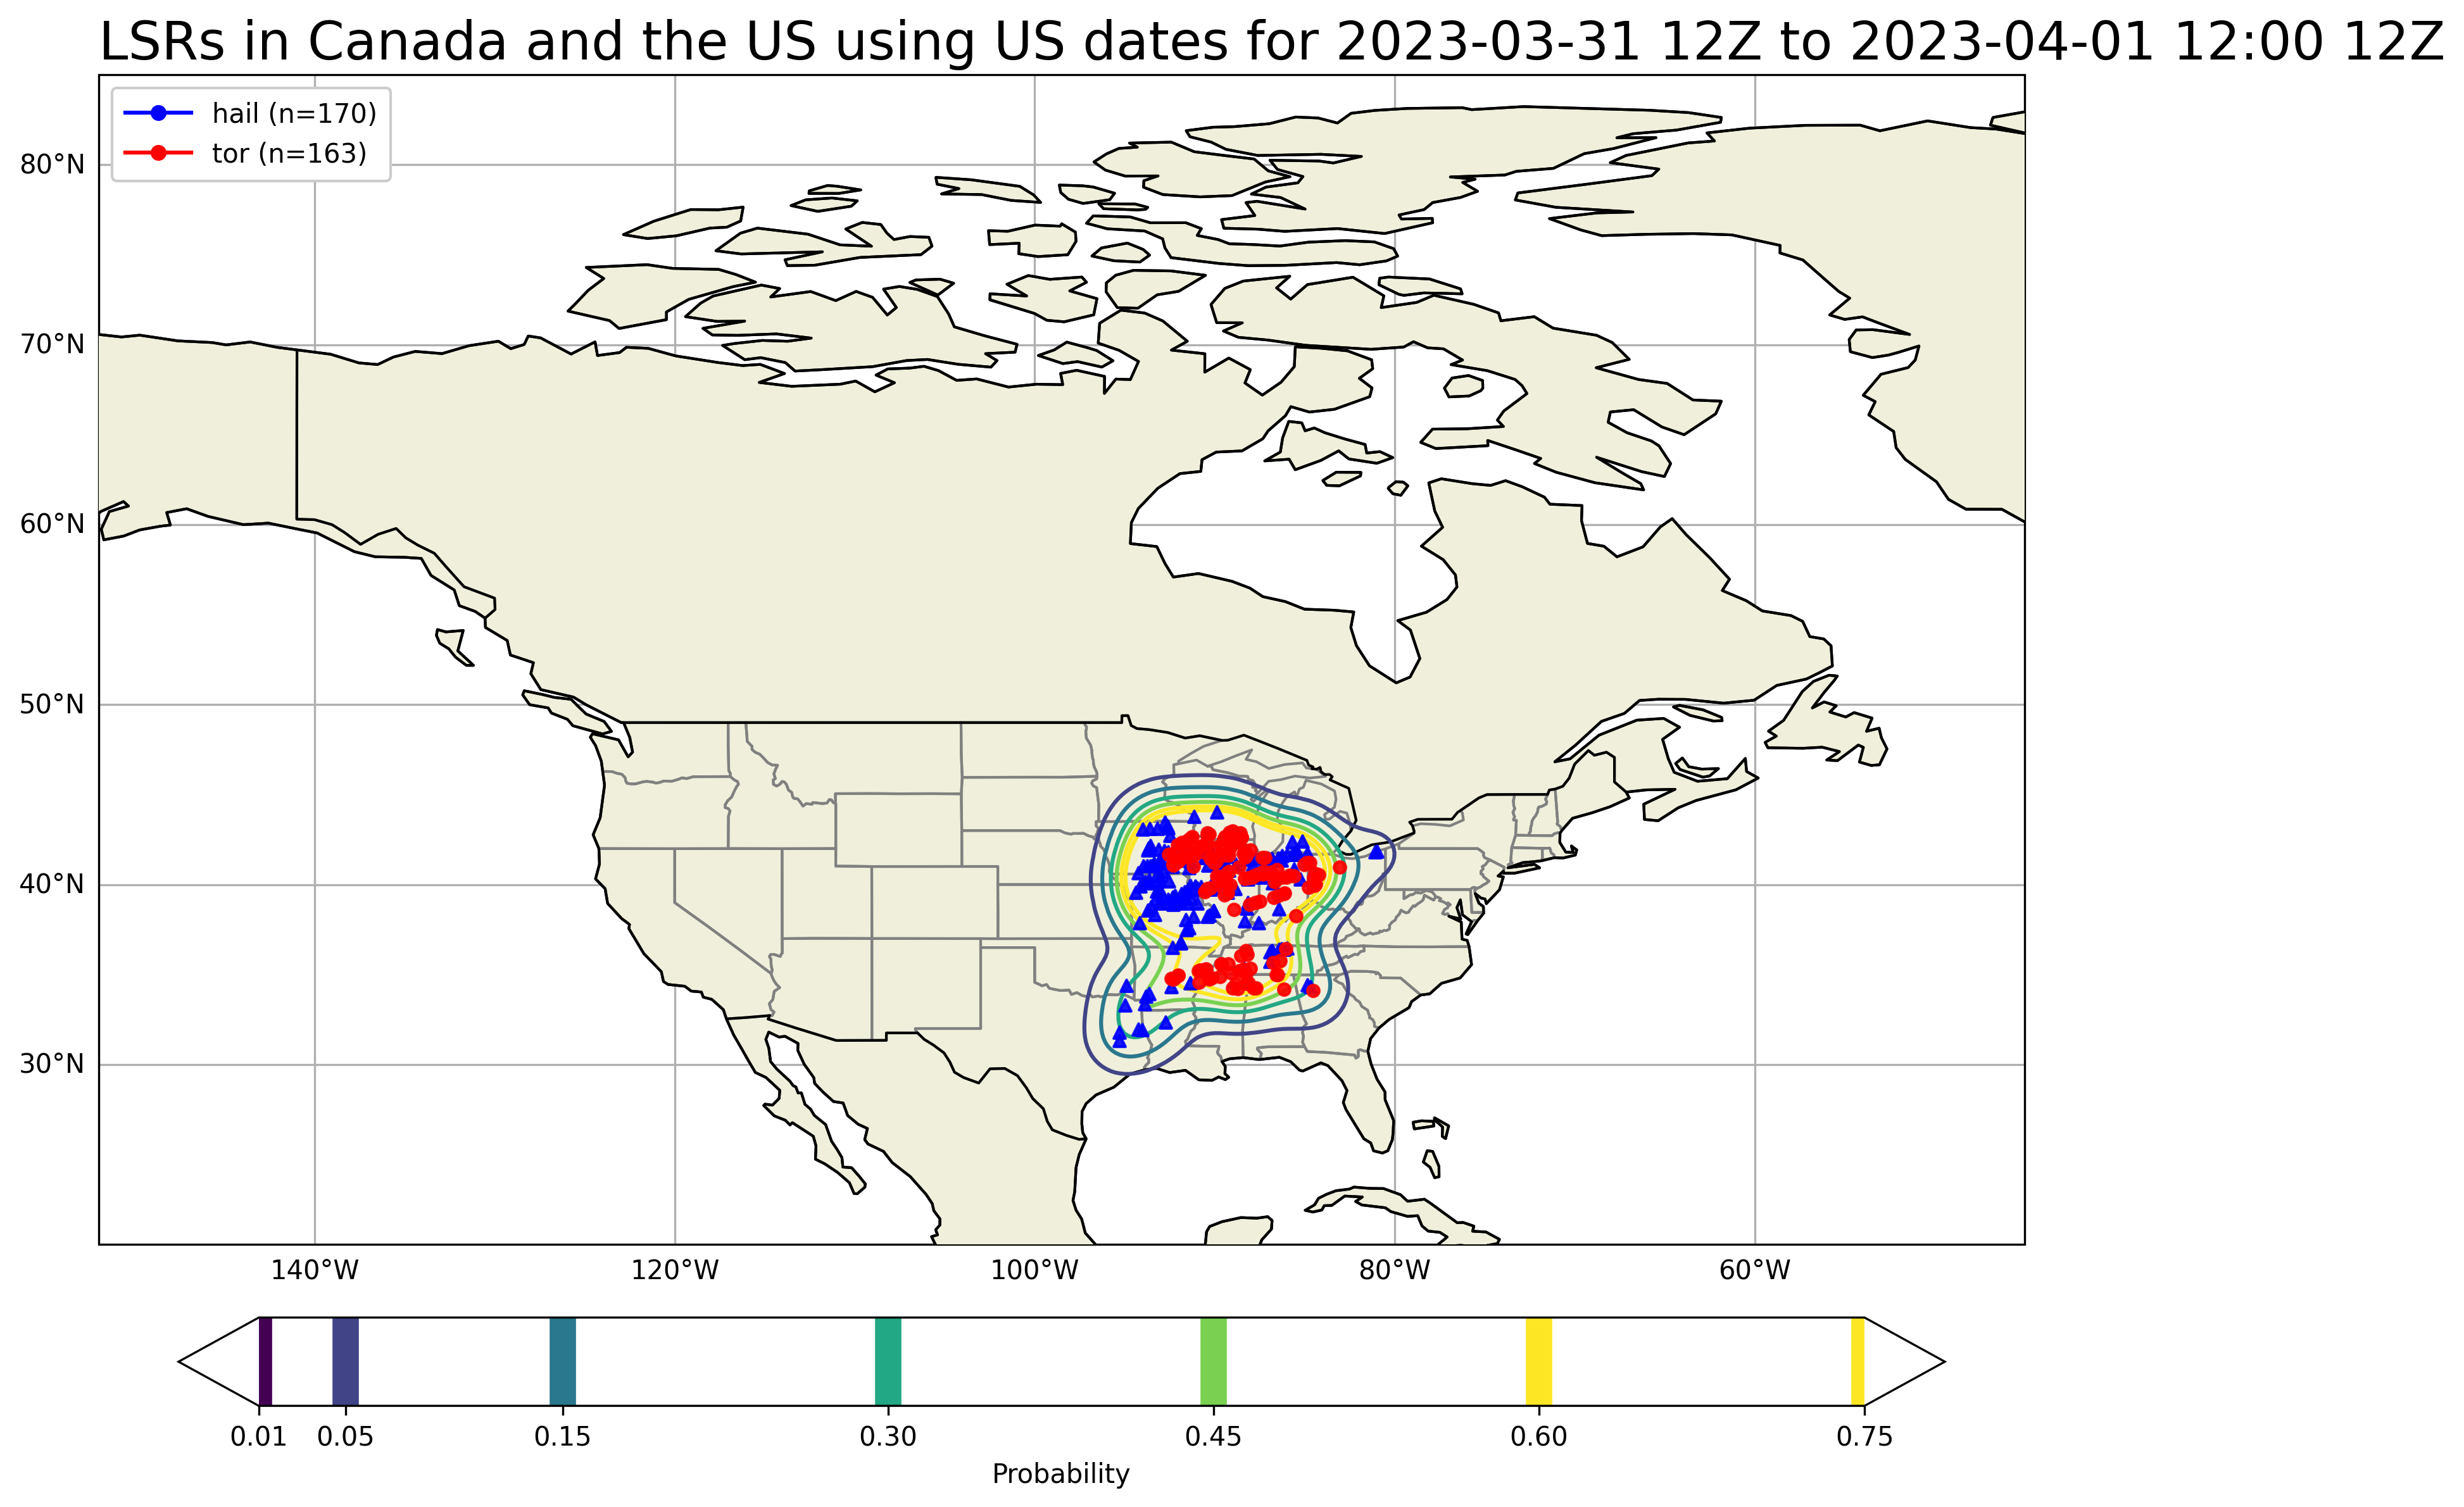 LSRs in Canada and the US using US dates for 2023-03-31 12Z to 2023-04-01 12:00 12Z
hail (n=170)
tor (n=163)
80°N
70°N
60°N
50°N
40°N
30°N
140°W 120°W 100°W 80°W 60°W
0.01 0.05 0.15 0.30 0.45 0.60 0.75
Probability